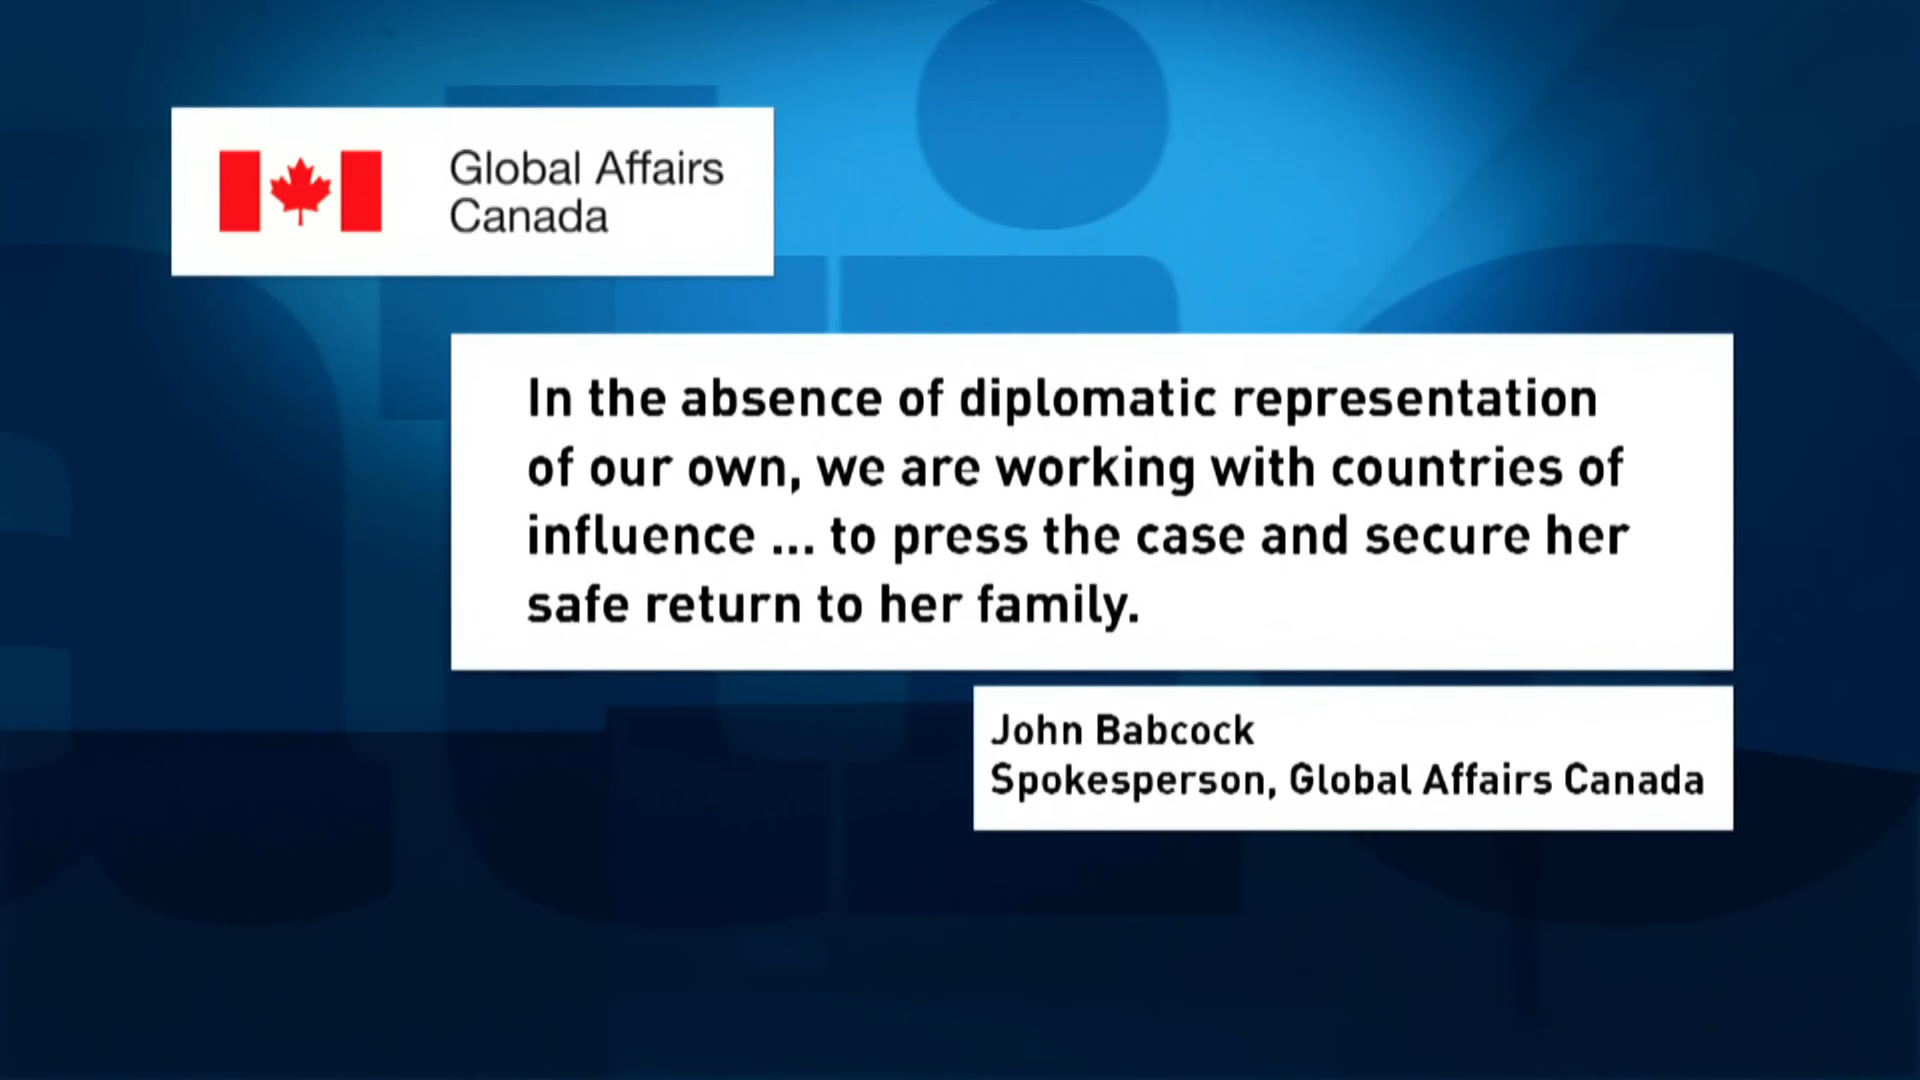 Global Affairs
Canada
In the absence of diplomatic representation
of our own, we are working with countries of
influence ... to press the case and secure her
safe return to her family.
John Babcock
Spokesperson, Global Affairs Canada